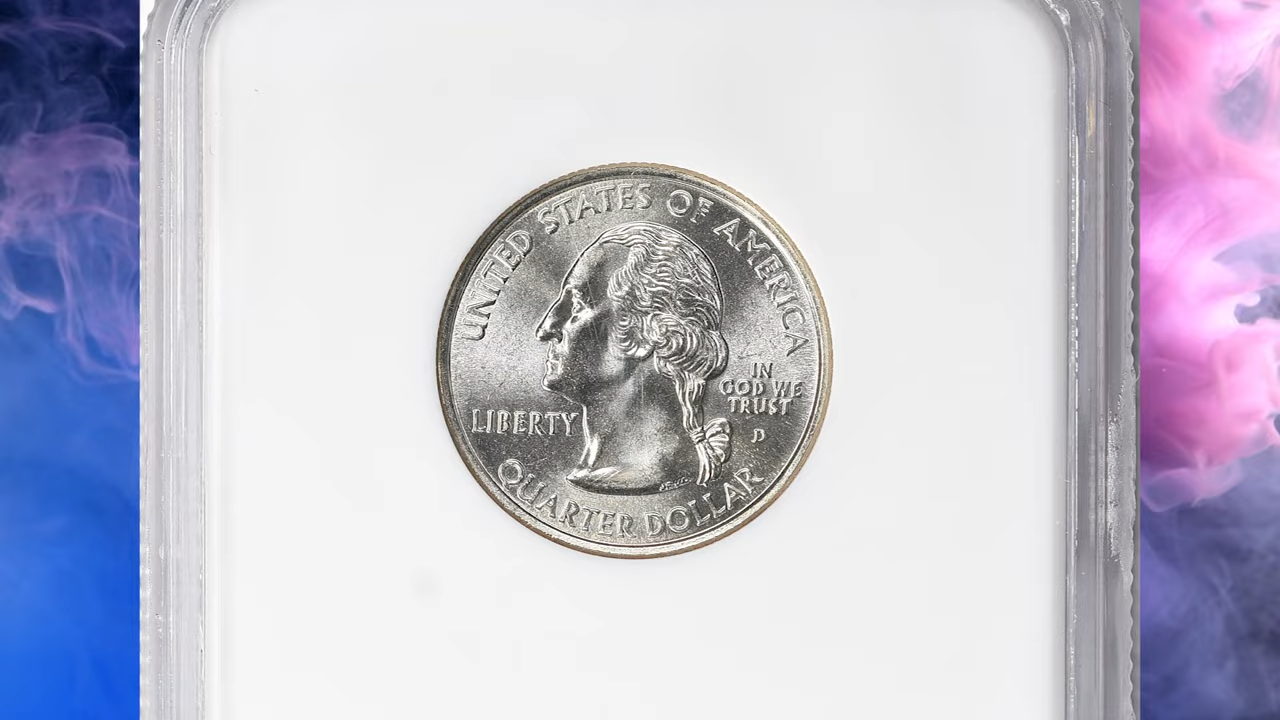 UNITED STATES OF AMERICA
LIBERTY
IN
GOD WE
TRUST
D
QUARTER DOLLAR